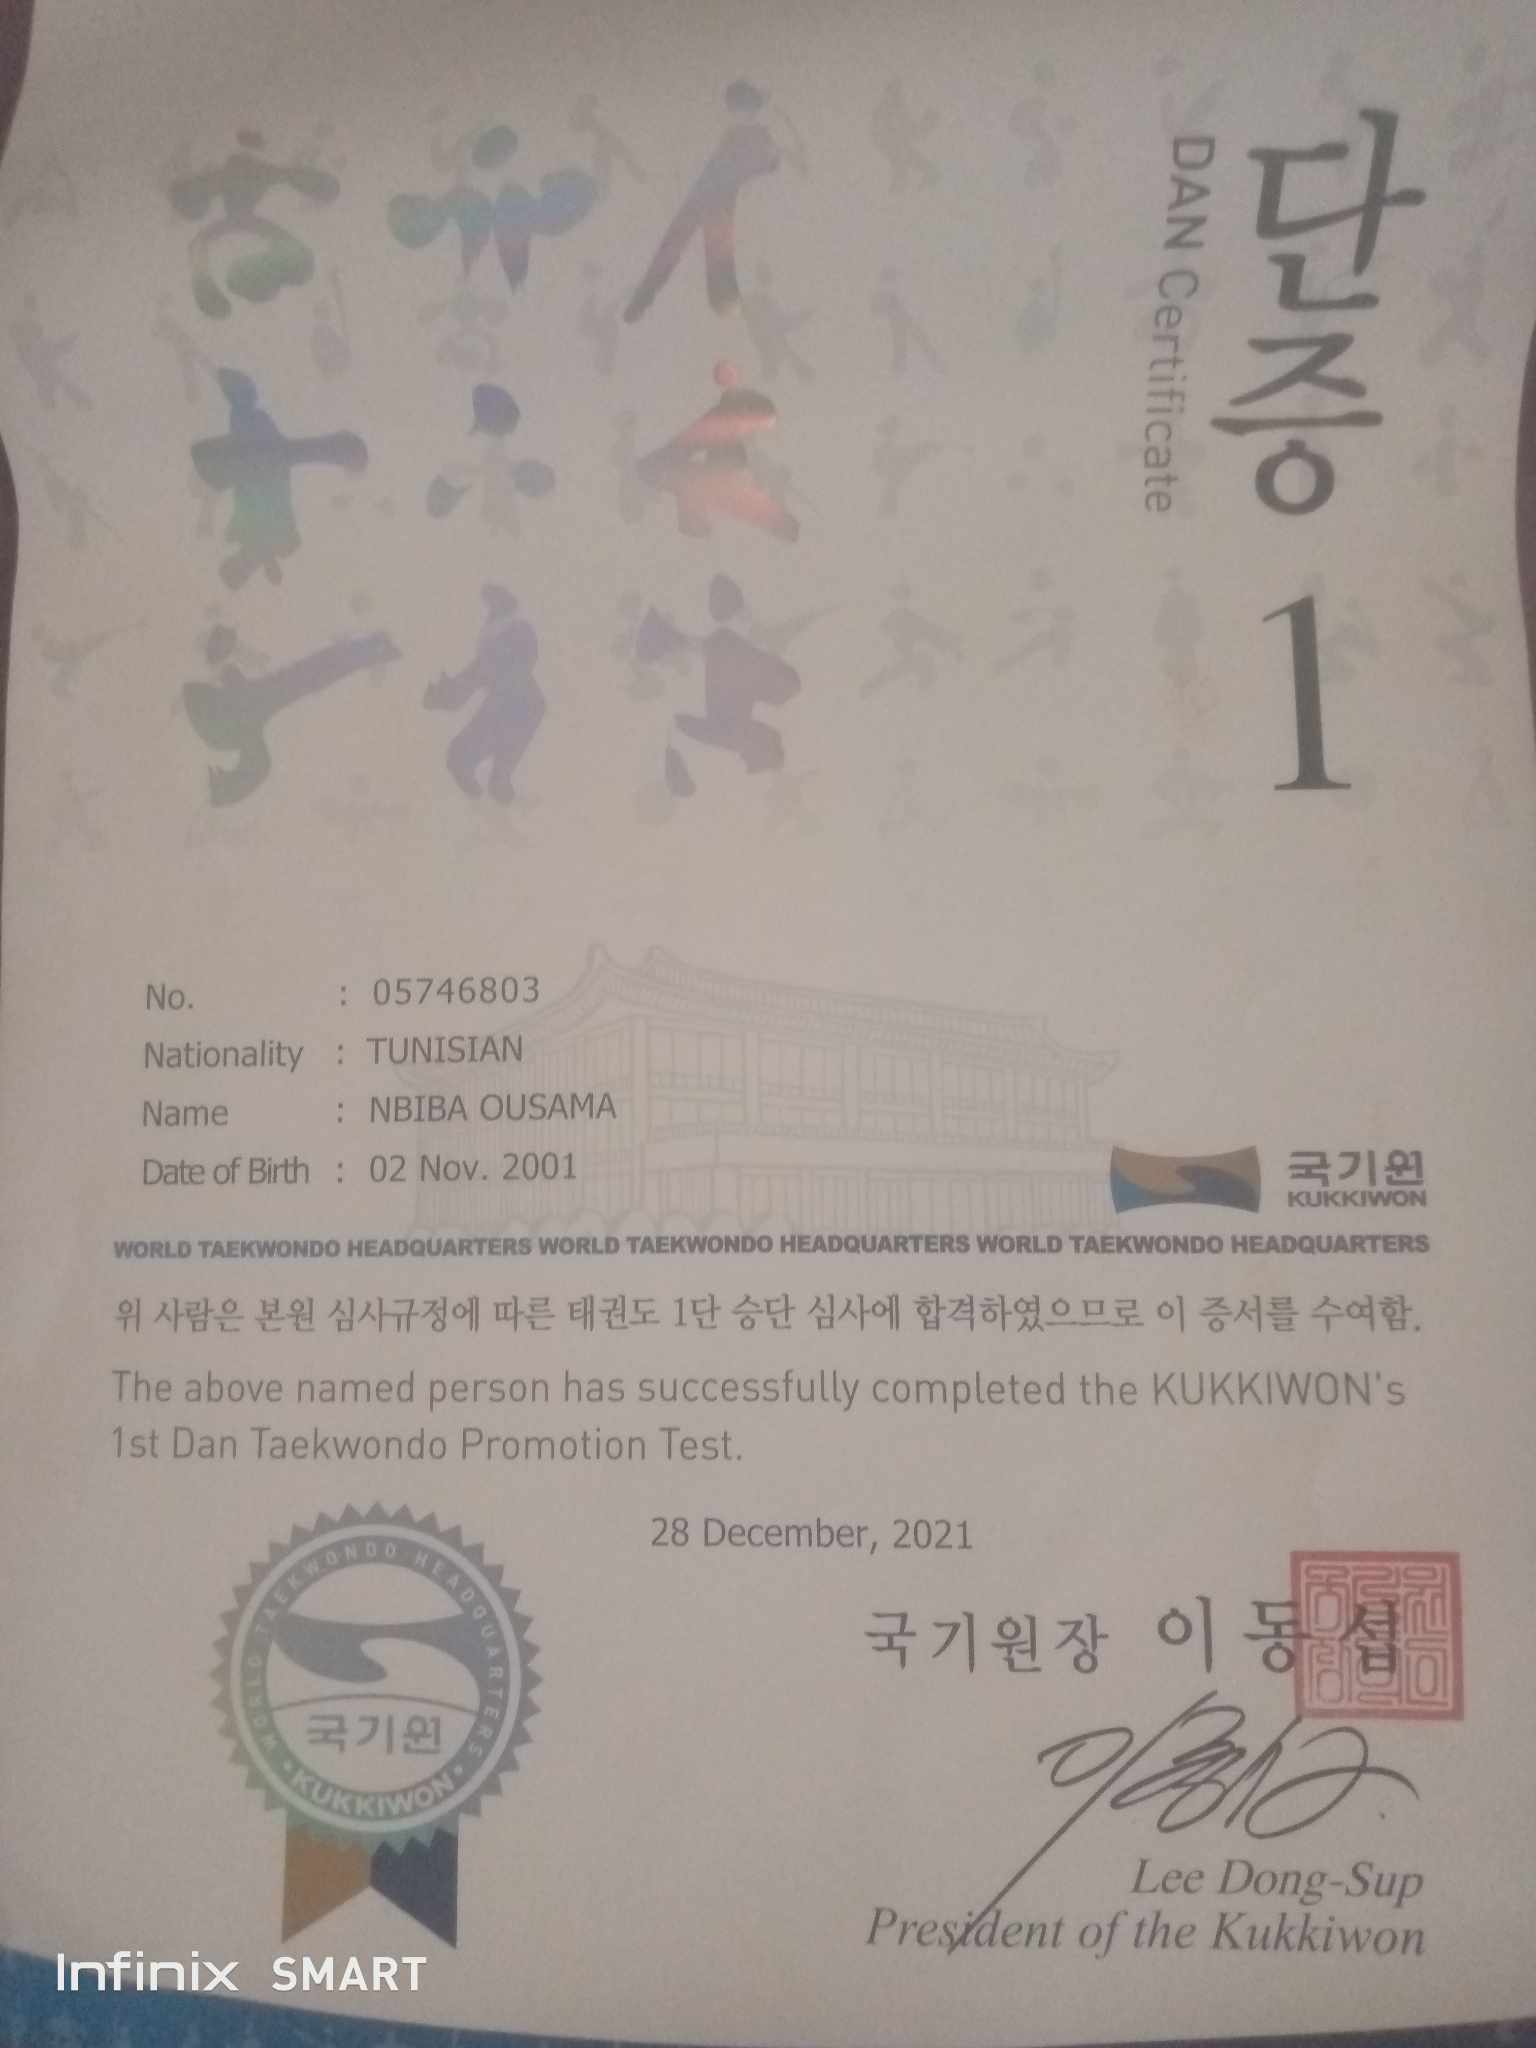 단증 1
DAN Certificate
No. : 05746803
Nationality : TUNISIAN
Name : NBIBA OUSAMA
Date of Birth : 02 Nov. 2001
국기원
KUKKIWON
WORLD TAEKWONDO HEADQUARTERS WORLD TAEKWONDO HEADQUARTERS WORLD TAEKWONDO HEADQUARTERS
위 사람은 본원 심사규정에 따른 태권도 1단 승단 심사에 합격하였으므로 이 증서를 수여함.
The above named person has successfully completed the KUKKIWON's
1st Dan Taekwondo Promotion Test.
28 December, 2021
WORLD TAEKWONDO HEADQUARTERS
국기원
• KUKKIWON •
국기원장 이동섭
Lee Dong-Sup
President of the Kukkiwon
Infinix SMART